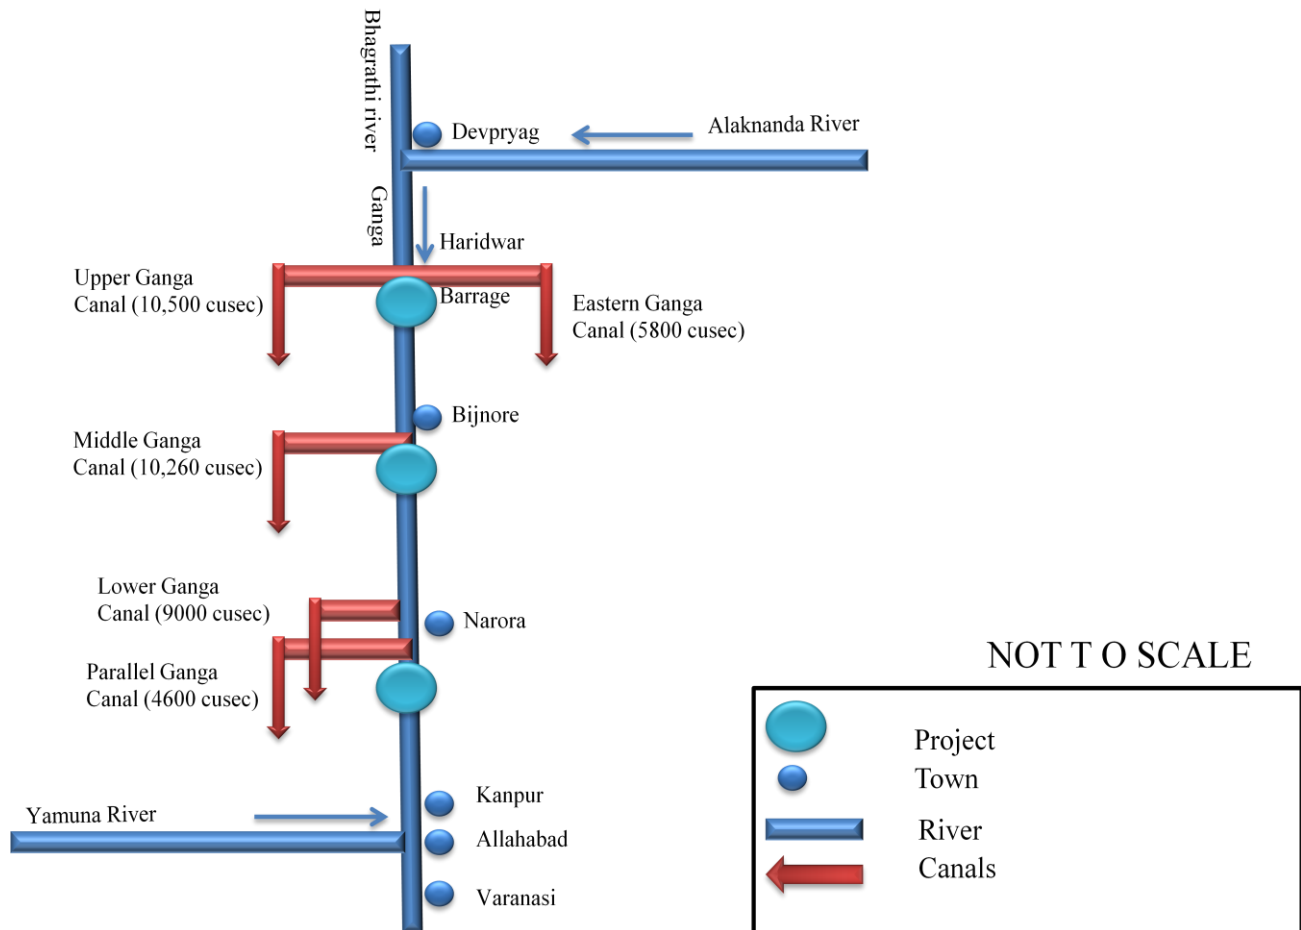 Bhagrathi river
Devpryag
Alaknanda River
Ganga
Haridwar
Upper Ganga
Canal (10,500 cusec)
Barrage
Eastern Ganga
Canal (5800 cusec)
Bijnore
Middle Ganga
Canal (10,260 cusec)
Lower Ganga
Canal (9000 cusec)
Narora
Parallel Ganga
Canal (4600 cusec)
NOT T O SCALE
Project
Town
River
Canals
Kanpur
Yamuna River
Allahabad
Varanasi